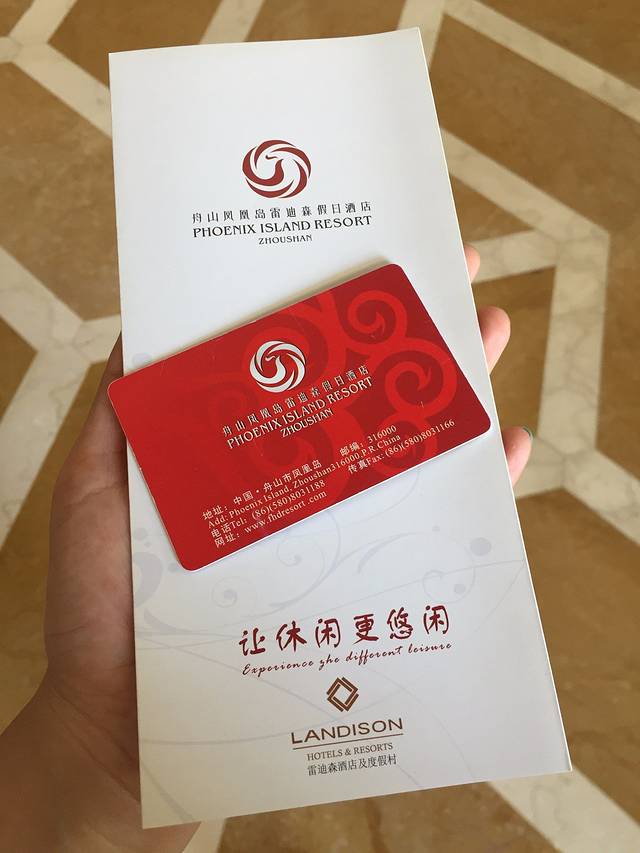 舟山凤凰岛雷迪森假日酒店
PHOENIX ISLAND RESORT
ZHOUSHAN
舟山凤凰岛雷迪森假日酒店
PHOENIX ISLAND RESORT
ZHOUSHAN
地址:中国·舟山市凤凰岛 邮编:316000
Add:Phoenix Island,Zhoushan316000,P.R.China
电话Tel:(86)(580)8031188 传真Fax:(86)(580)8031166
网址:www.fhdresort.com
让休闲更悠闲
Experience yhe different leisure
LANDISON
HOTELS & RESORTS
雷迪森酒店及度假村